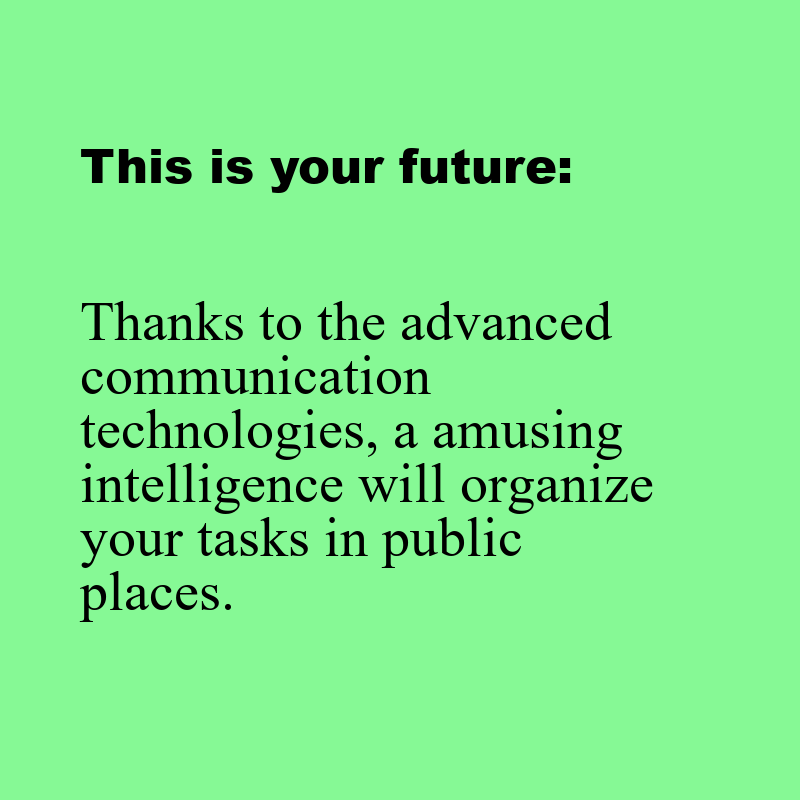 This is your future:
Thanks to the advanced
communication
technologies, a amusing
intelligence will organize
your tasks in public
places.